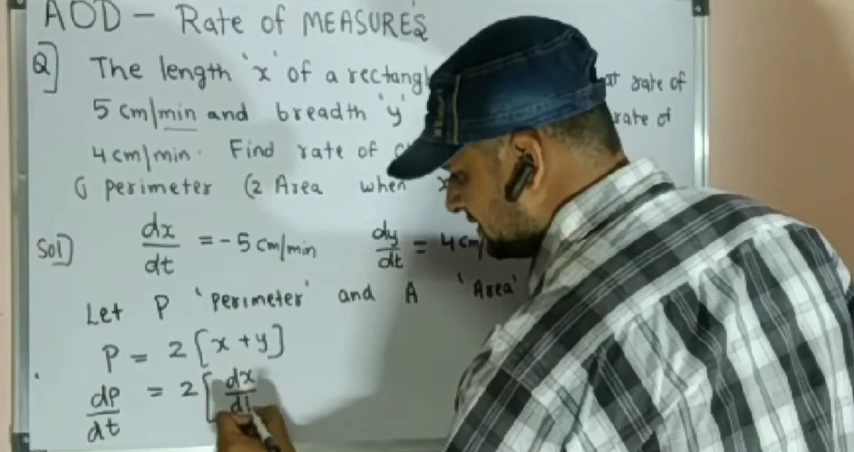 AOD - Rate of MEASURES
Q] The length 'x' of a rectangl at rate of
5 cm/min and breadth 'y' rate of
4 cm/min. Find rate of
(1 perimeter (2 Area when x
Sol] dx/dt = -5 cm/min dy/dt = 4 cm/
Let P 'perimeter' and A 'Area'
P = 2[x+y]
dP/dt = 2[dx/d